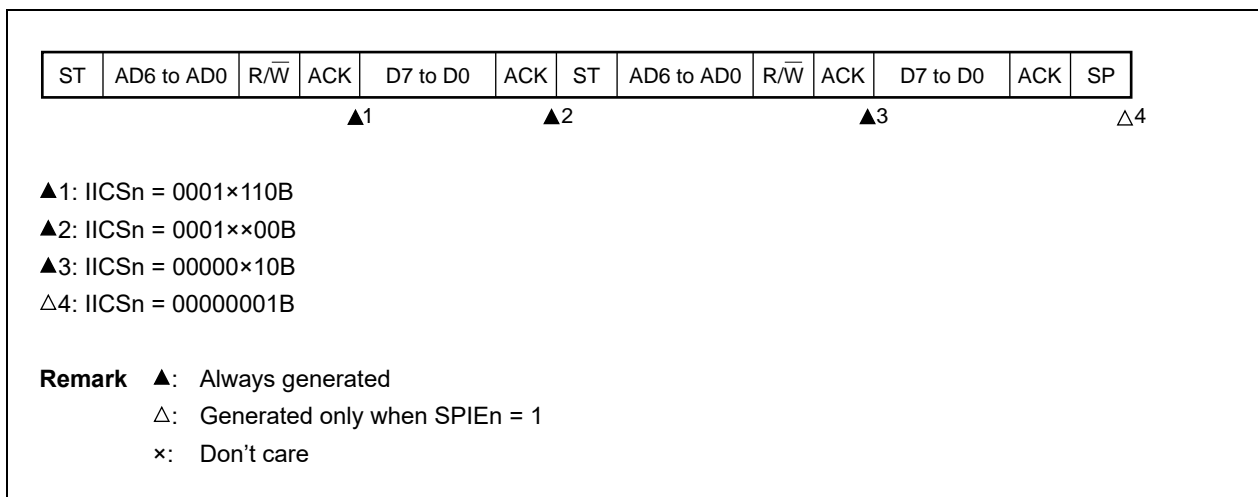 ST AD6 to AD0 R/W̅ ACK D7 to D0 ACK ST AD6 to AD0 R/W̅ ACK D7 to D0 ACK SP
▲1 ▲2 ▲3 △4
▲1: IICSn = 0001×110B
▲2: IICSn = 0001××00B
▲3: IICSn = 00000×10B
△4: IICSn = 00000001B
Remark ▲: Always generated
△: Generated only when SPIEn = 1
×: Don’t care